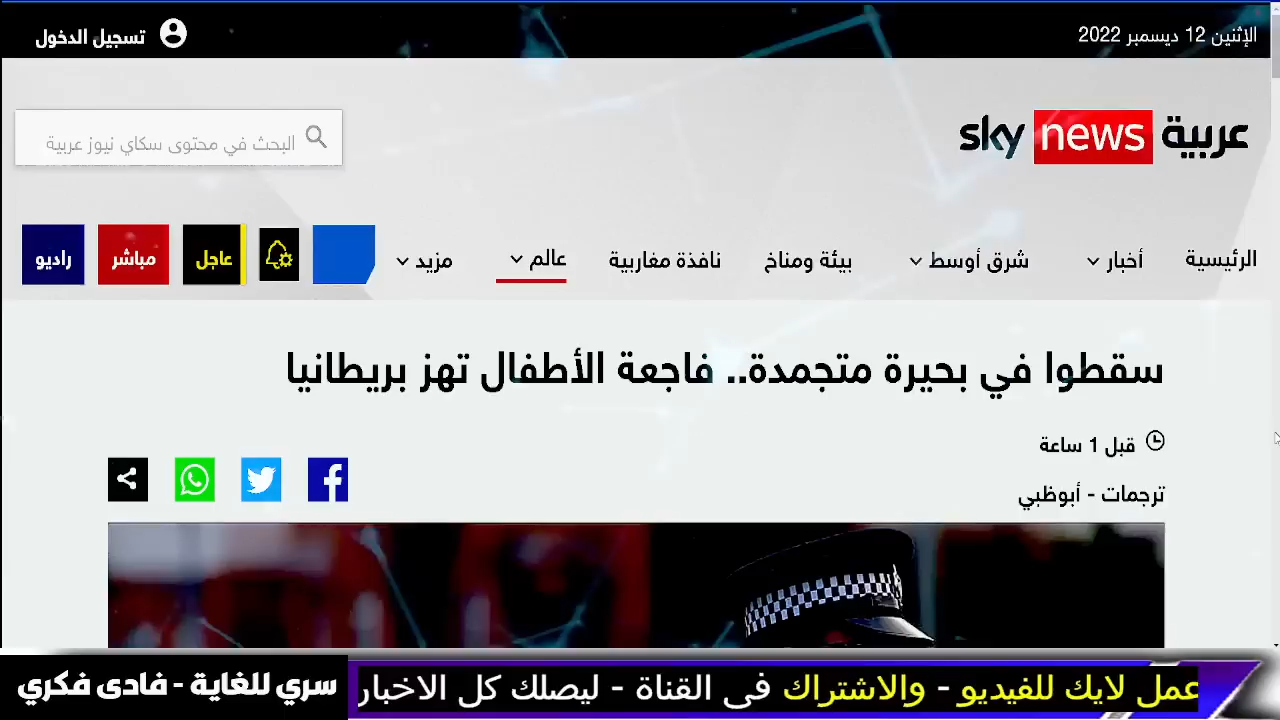 الإثنين 12 ديسمبر 2022
تسجيل الدخول
sky news عربية
البحث في محتوى سكاي نيوز عربية
الرئيسية أخبار شرق أوسط بيئة ومناخ نافذة مغاربية عالم مزيد عاجل مباشر راديو
سقطوا في بحيرة متجمدة.. فاجعة الأطفال تهز بريطانيا
قبل 1 ساعة
ترجمات - أبوظبي
عمل لايك للفيديو - والاشتراك فى القناة - ليصلك كل الاخبار
سري للغاية - فادى فكري